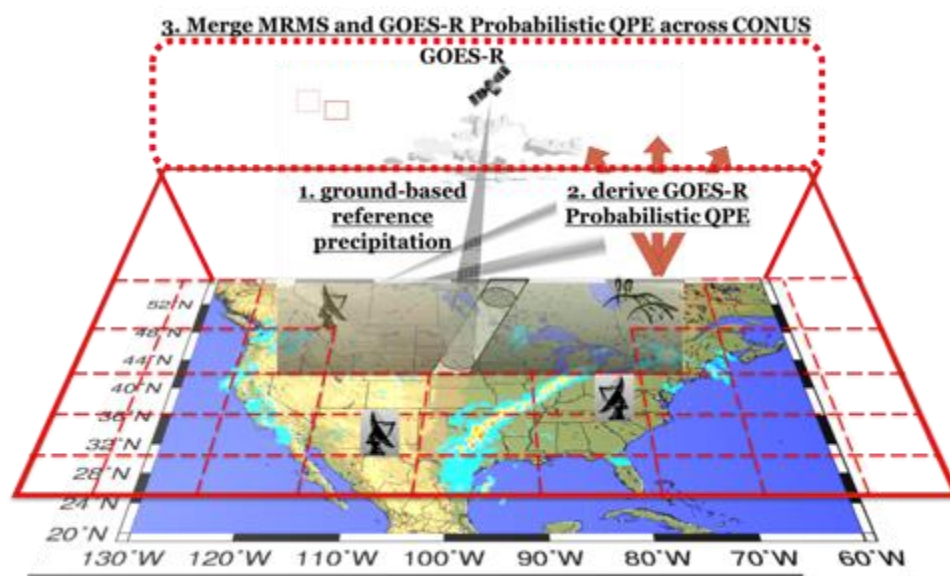 3. Merge MRMS and GOES-R Probabilistic QPE across CONUS
GOES-R
1. ground-based
reference
precipitation
2. derive GOES-R
Probabilistic QPE
52°N
48°N
44°N
40°N
36°N
32°N
28°N
24°N
20°N
130°W 120°W 110°W 100°W 90°W 80°W 70°W 60°W